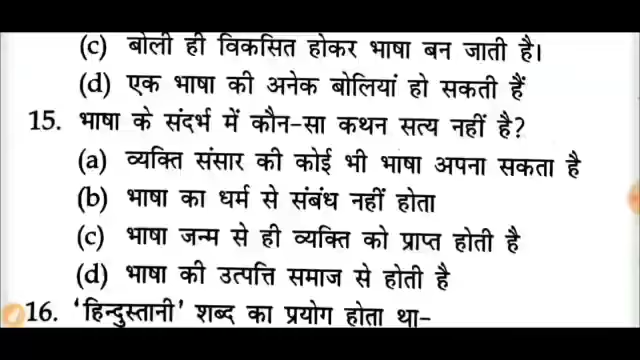 (c) बोली ही विकसित होकर भाषा बन जाती है।
(d) एक भाषा की अनेक बोलियां हो सकती हैं
15. भाषा के संदर्भ में कौन-सा कथन सत्य नहीं है?
(a) व्यक्ति संसार की कोई भी भाषा अपना सकता है
(b) भाषा का धर्म से संबंध नहीं होता
(c) भाषा जन्म से ही व्यक्ति को प्राप्त होती है
(d) भाषा की उत्पत्ति समाज से होती है
16. 'हिन्दुस्तानी' शब्द का प्रयोग होता था-